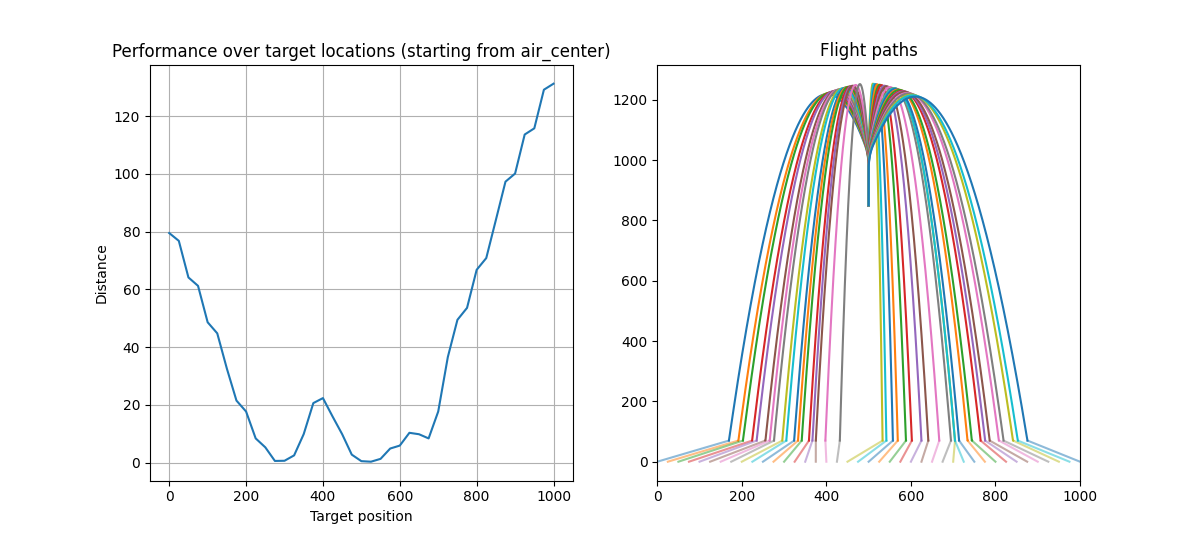 Performance over target locations (starting from air_center)
Distance
120
100
80
60
40
20
0
0 200 400 600 800 1000
Target position
Flight paths
1200
1000
800
600
400
200
0
0 200 400 600 800 1000